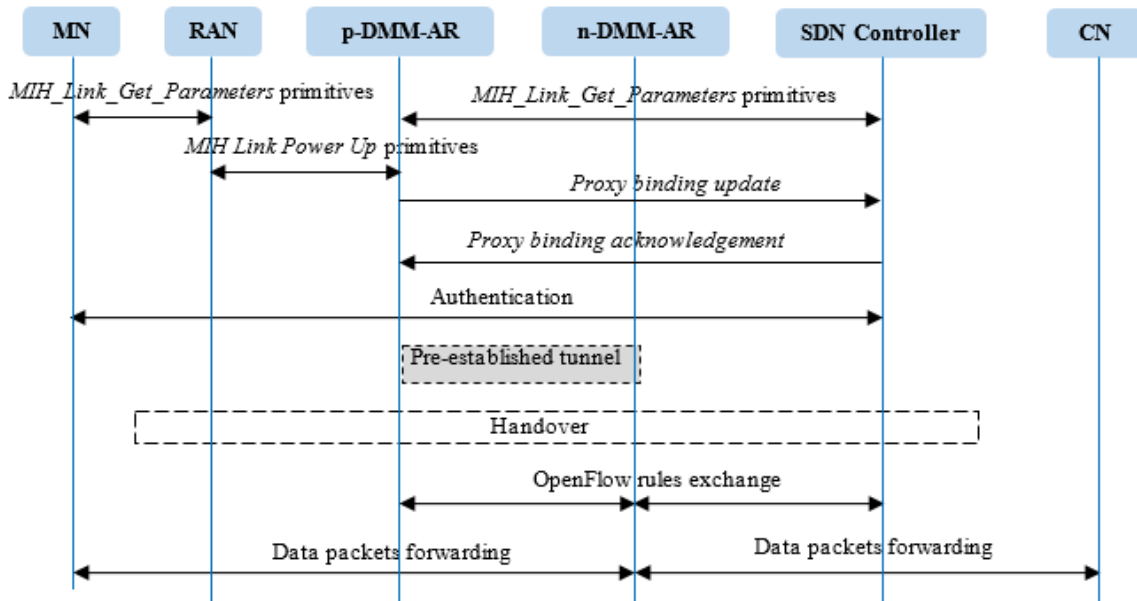 MN
RAN
p-DMM-AR
n-DMM-AR
SDN Controller
CN
MIH_Link_Get_Parameters primitives
MIH_Link_Get_Parameters primitives
MIH Link Power Up primitives
Proxy binding update
Proxy binding acknowledgement
Authentication
Pre-established tunnel
Handover
OpenFlow rules exchange
Data packets forwarding
Data packets forwarding